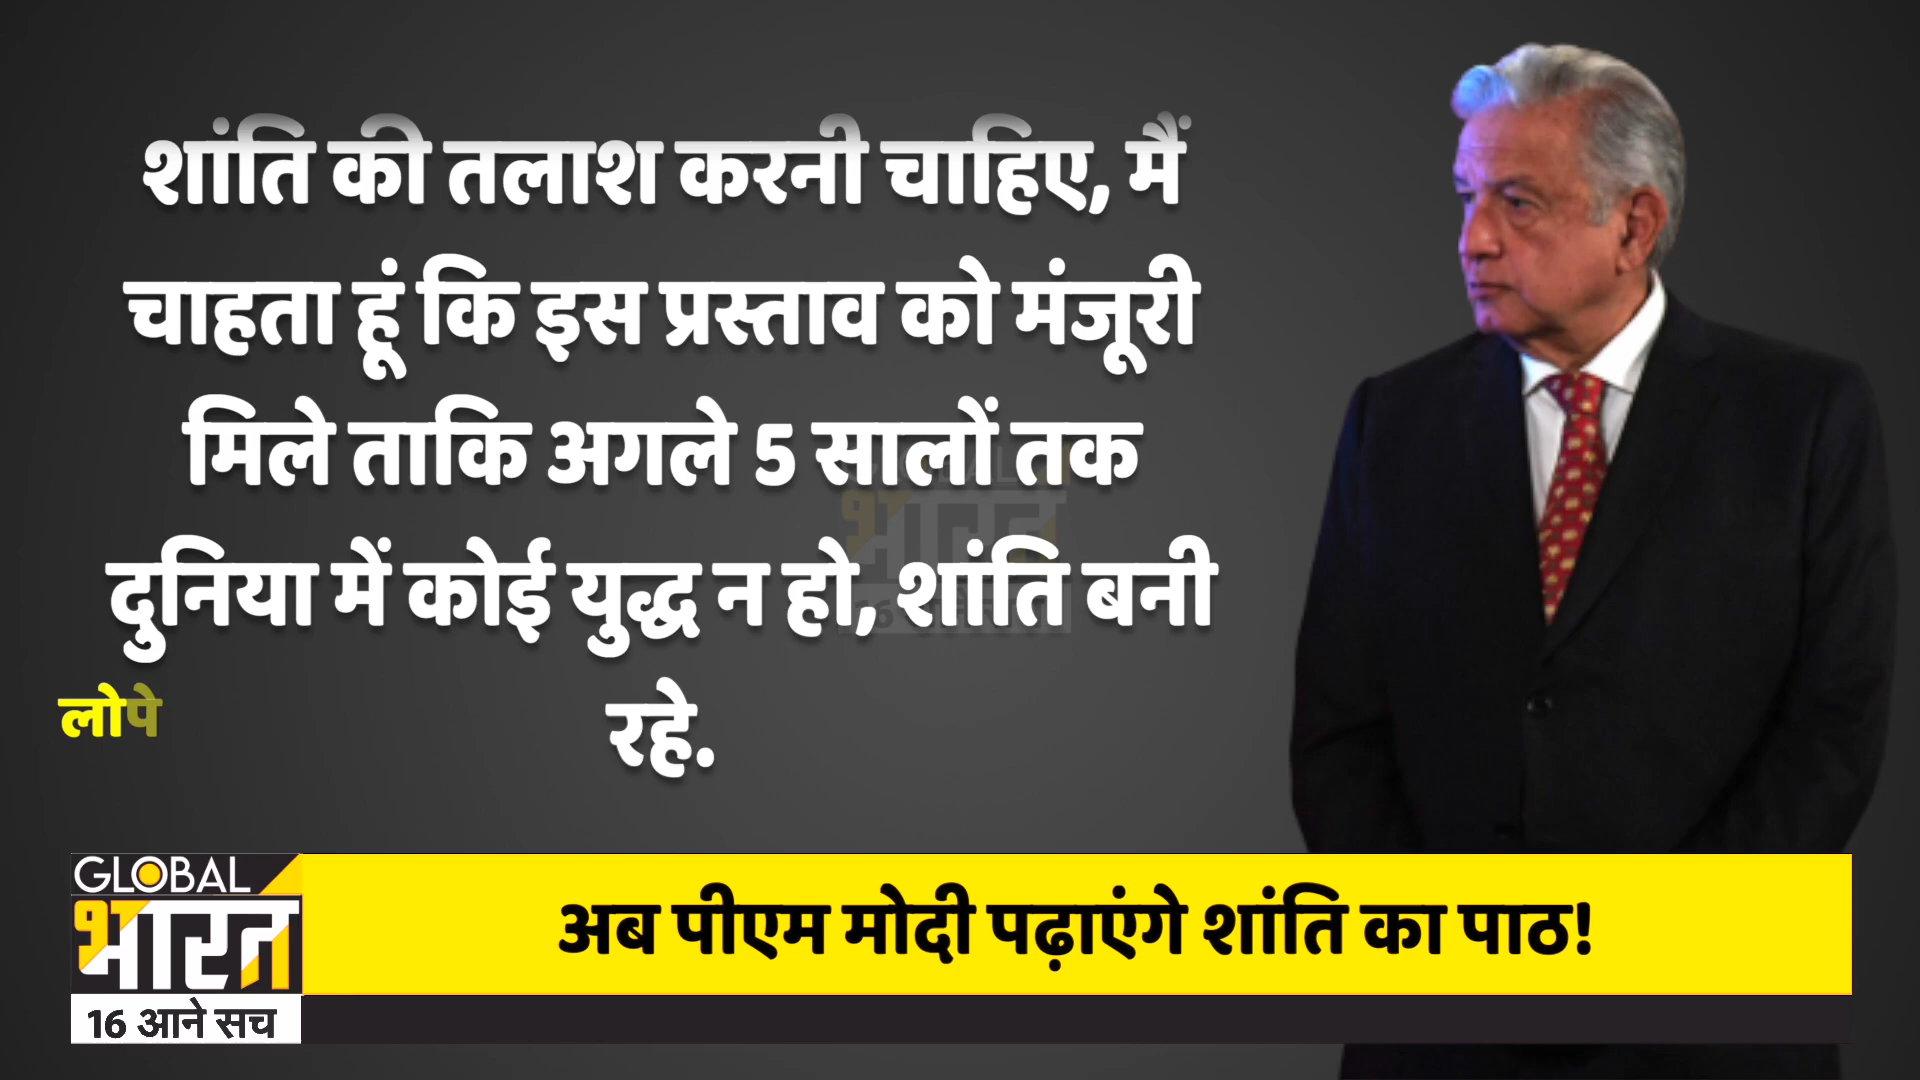 शांति की तलाश करनी चाहिए, मैं
चाहता हूं कि इस प्रस्ताव को मंजूरी
मिले ताकि अगले 5 सालों तक
दुनिया में कोई युद्ध न हो, शांति बनी
रहे.
लोपे
GLOBAL
भारत
16 आने सच
अब पीएम मोदी पढ़ाएंगे शांति का पाठ!